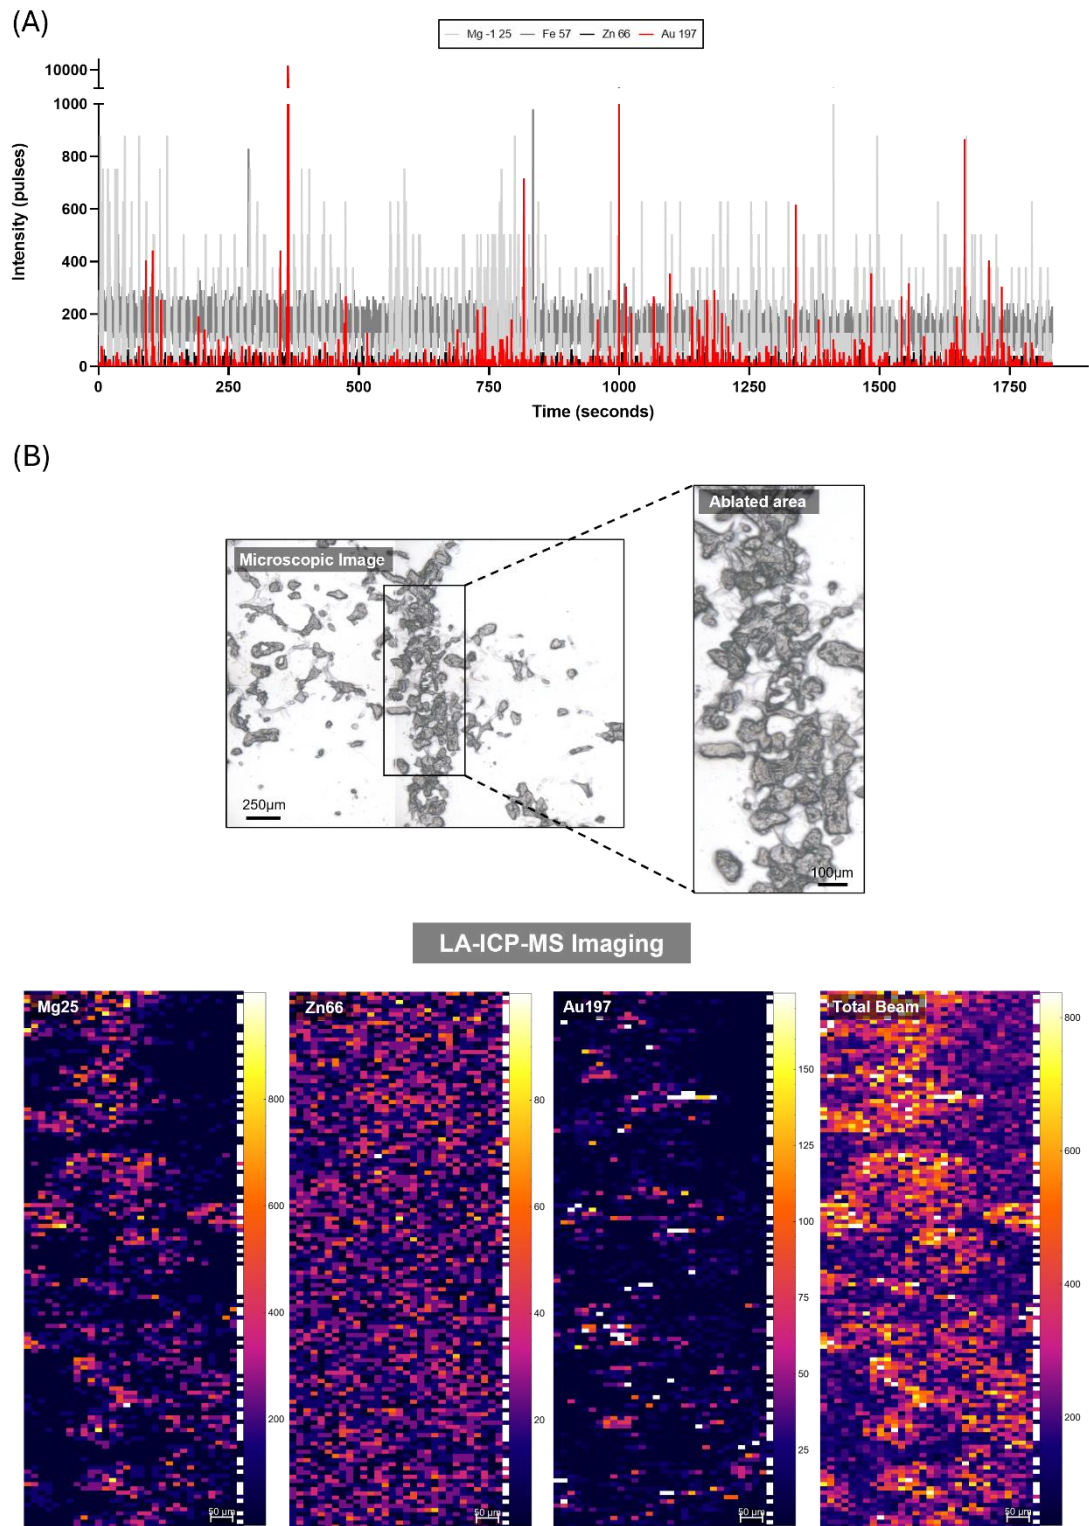 (A)
Mg -1 25 Fe 57 Zn 66 Au 197
10000
1000
800
600
400
200
0
Intensity (pulses)
0 250 500 750 1000 1250 1500 1750
Time (seconds)
(B)
Microscopic Image
250µm
Ablated area
100µm
LA-ICP-MS Imaging
Mg25
800
600
400
200
50 µm
Zn66
80
60
40
20
50 µm
Au197
150
125
100
75
50
25
50 µm
Total Beam
800
600
400
200
50 µm